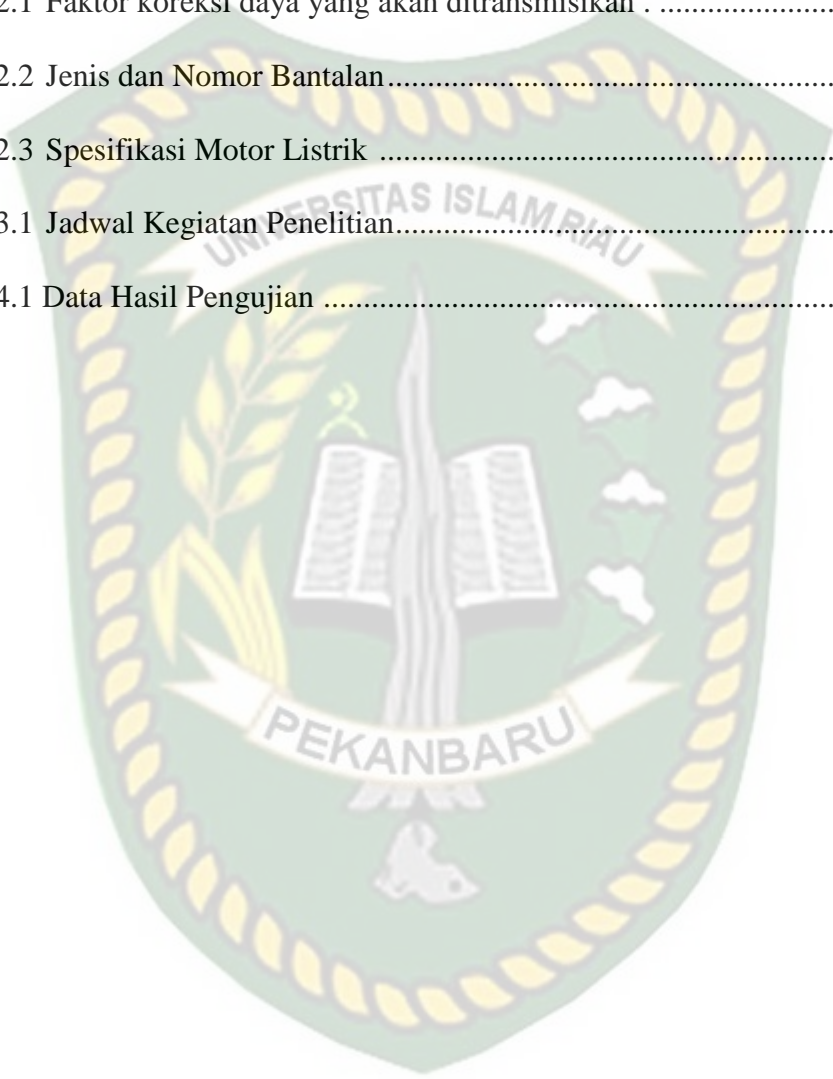 2.1 Faktor koreksi daya yang akan ditransmisikan . ......................
2.2 Jenis dan Nomor Bantalan........................................................
2.3 Spesifikasi Motor Listrik .........................................................
3.1 Jadwal Kegiatan Penelitian.......................................................
4.1 Data Hasil Pengujian ................................................................
UNIVERSITAS ISLAM RIAU
PEKANBARU